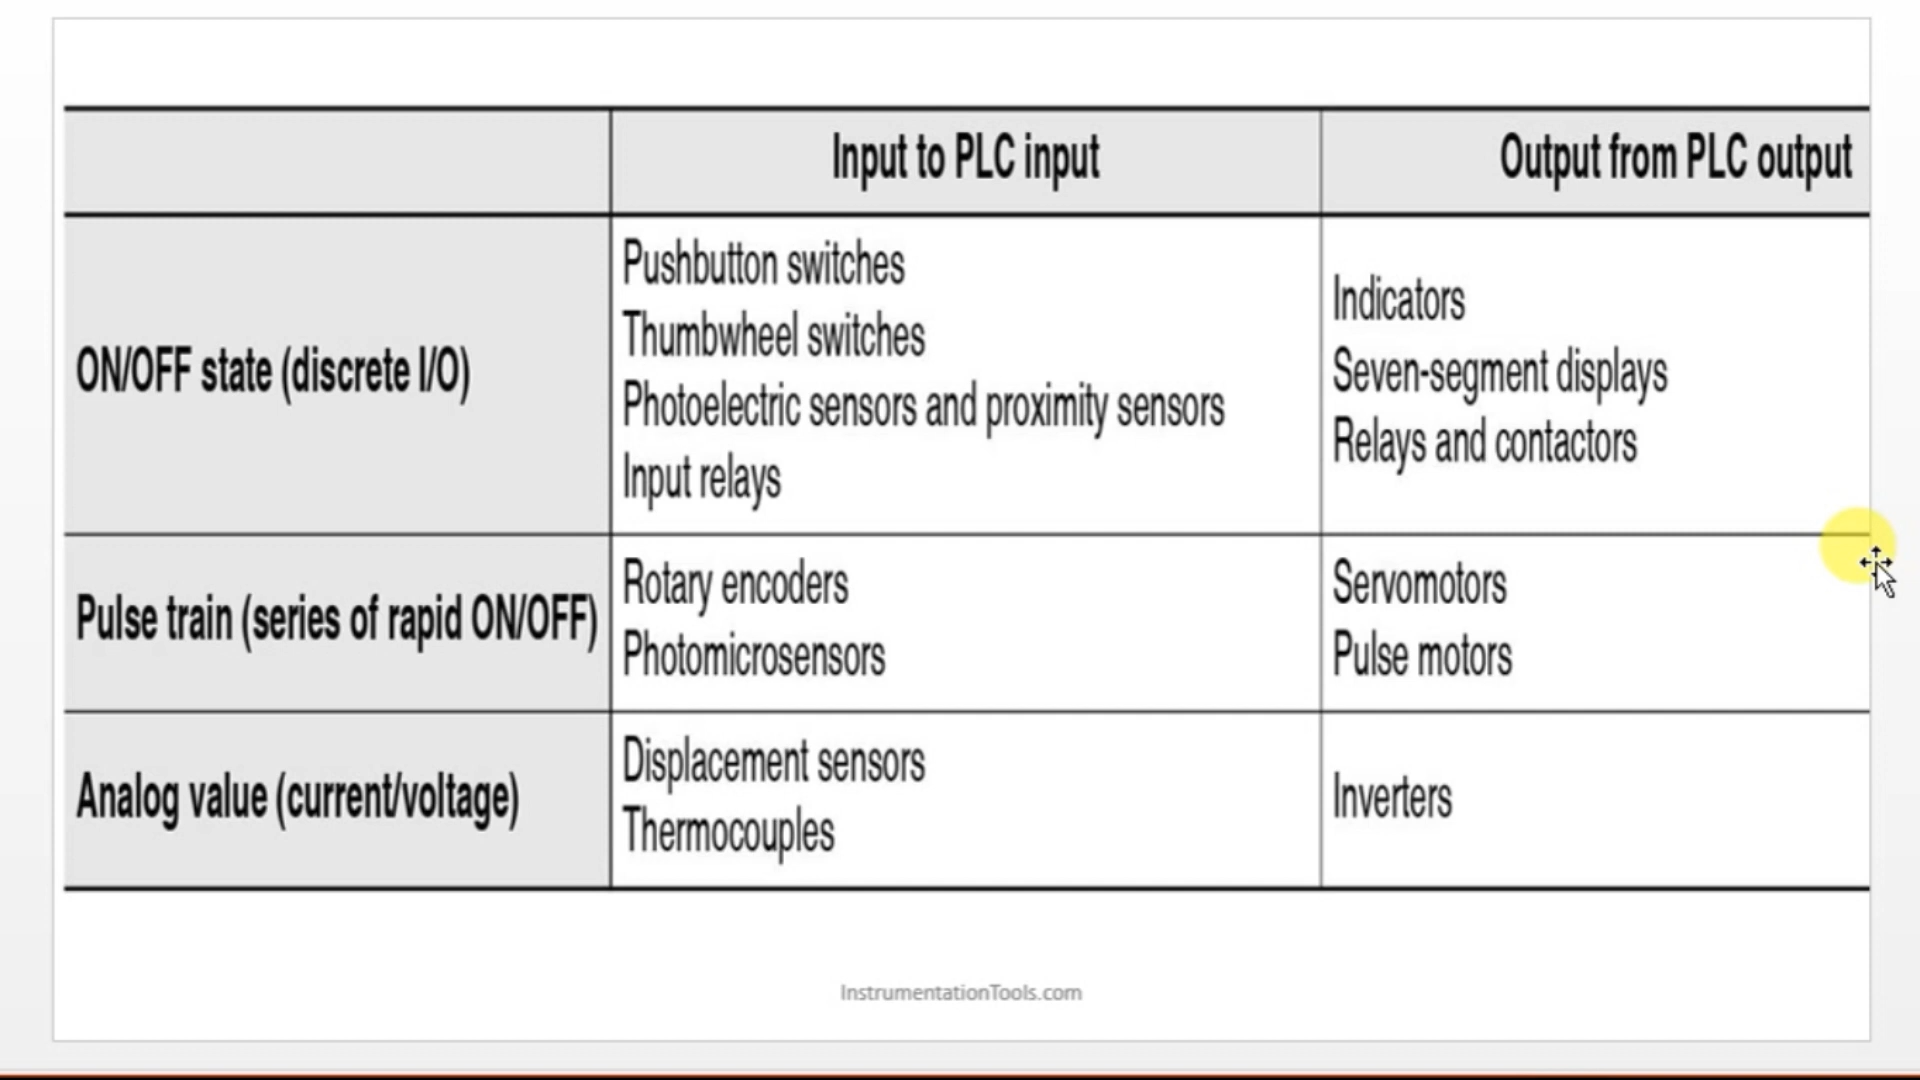 Input to PLC input
Output from PLC output
ON/OFF state (discrete I/O)
Pushbutton switches
Thumbwheel switches
Photoelectric sensors and proximity sensors
Input relays
Indicators
Seven-segment displays
Relays and contactors
Pulse train (series of rapid ON/OFF)
Rotary encoders
Photomicrosensors
Servomotors
Pulse motors
Analog value (current/voltage)
Displacement sensors
Thermocouples
Inverters
InstrumentationTools.com